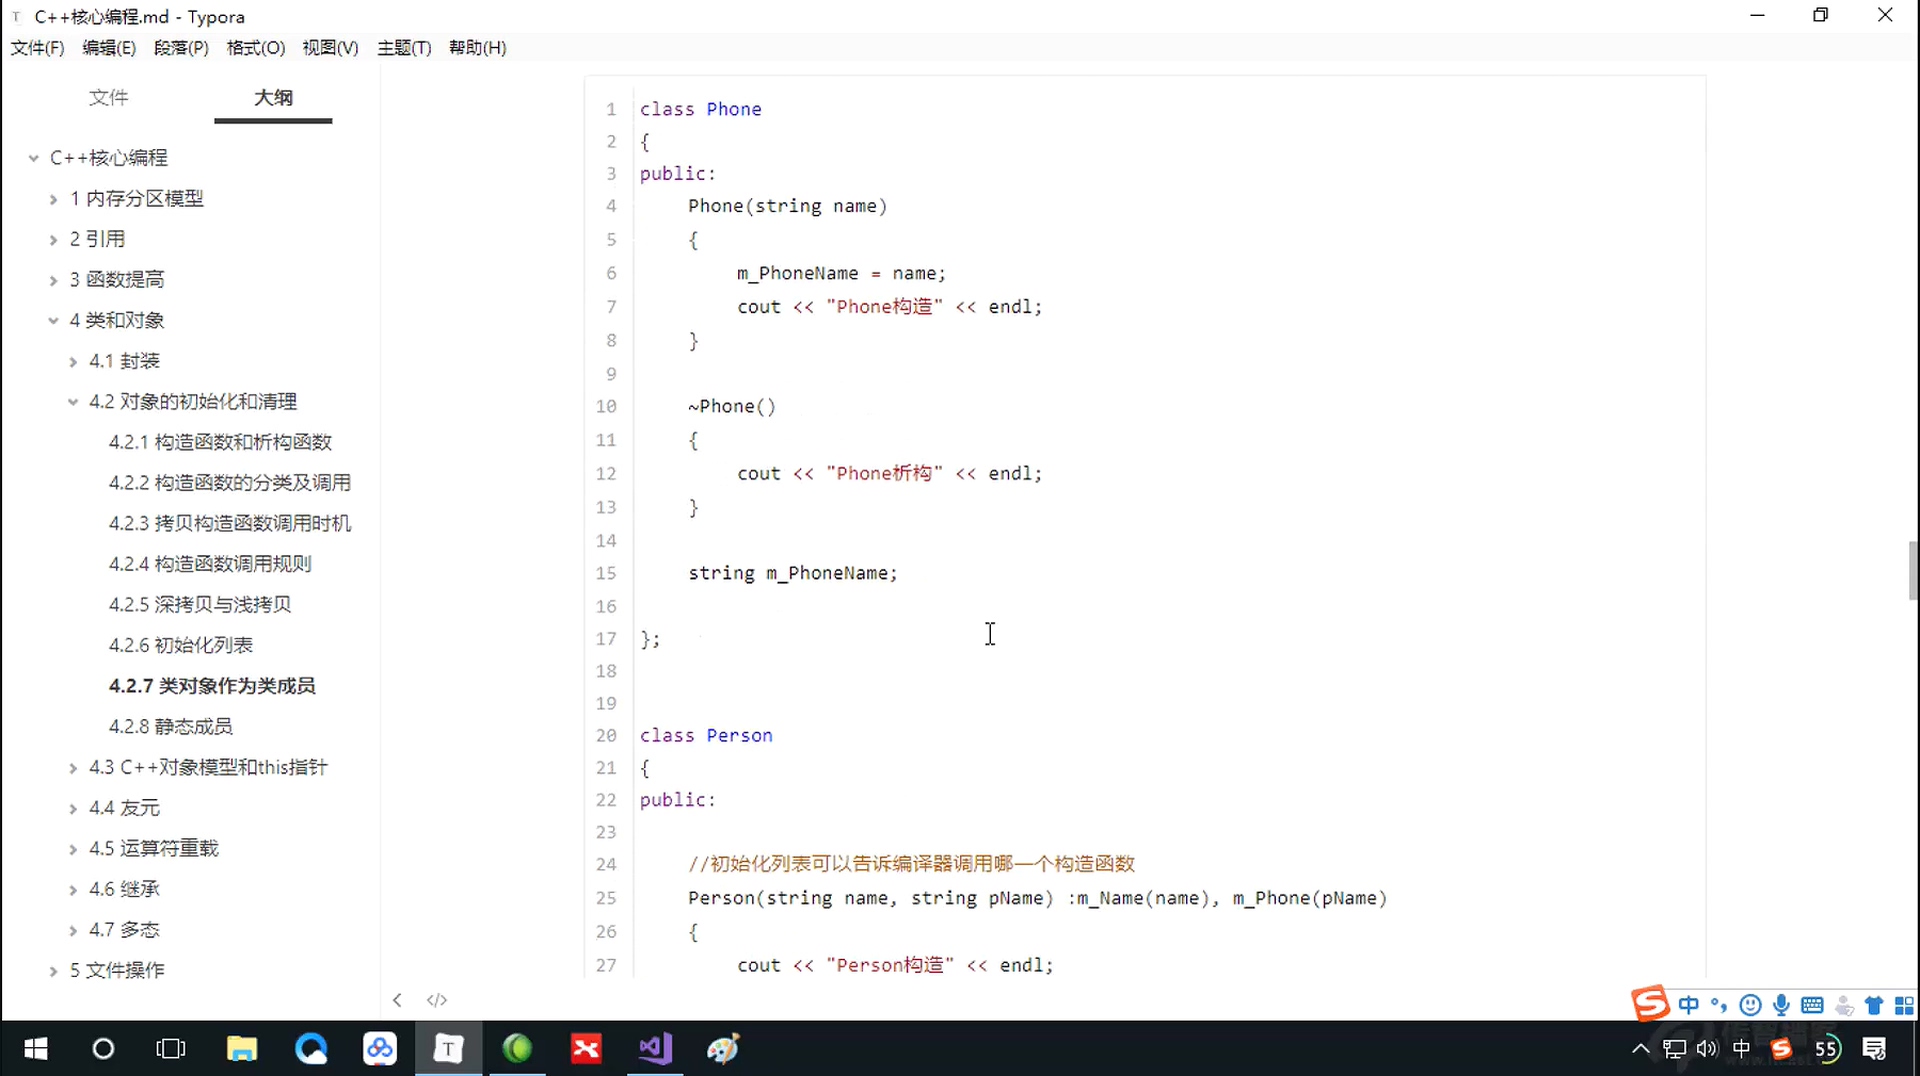 C++核心编程.md - Typora
文件(F) 编辑(E) 段落(P) 格式(O) 视图(V) 主题(T) 帮助(H)
文件 大纲
C++核心编程
1 内存分区模型
2 引用
3 函数提高
4 类和对象
4.1 封装
4.2 对象的初始化和清理
4.2.1 构造函数和析构函数
4.2.2 构造函数的分类及调用
4.2.3 拷贝构造函数调用时机
4.2.4 构造函数调用规则
4.2.5 深拷贝与浅拷贝
4.2.6 初始化列表
4.2.7 类对象作为类成员
4.2.8 静态成员
4.3 C++对象模型和this指针
4.4 友元
4.5 运算符重载
4.6 继承
4.7 多态
5 文件操作
1 class Phone
2 {
3 public:
4 Phone(string name)
5 {
6 m_PhoneName = name;
7 cout << "Phone构造" << endl;
8 }
9
10 ~Phone()
11 {
12 cout << "Phone析构" << endl;
13 }
14
15 string m_PhoneName;
16
17 };
18
19
20 class Person
21 {
22 public:
23
24 //初始化列表可以告诉编译器调用哪一个构造函数
25 Person(string name, string pName) :m_Name(name), m_Phone(pName)
26 {
27 cout << "Person构造" << endl;
</>
中
T
中
55